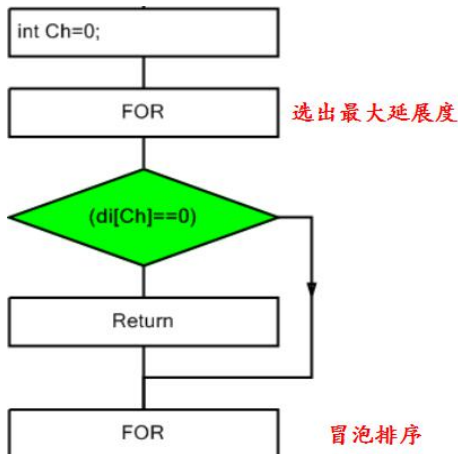 int Ch=0;
FOR 选出最大延展度
(di[Ch]==0)
Return
FOR 冒泡排序